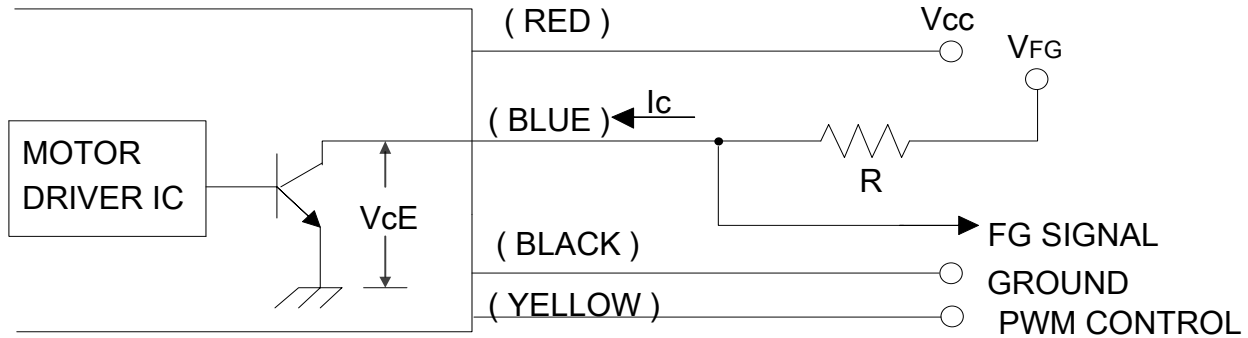 ( RED )
Vcc
VFG
( BLUE )
Ic
MOTOR
DRIVER IC
R
VcE
( BLACK )
FG SIGNAL
GROUND
( YELLOW )
PWM CONTROL